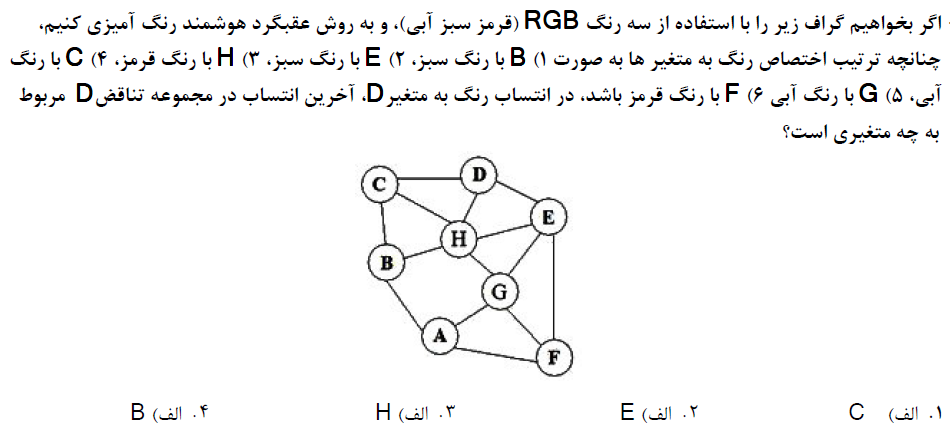 اگر بخواهیم گراف زیر را با استفاده از سه رنگ RGB (قرمز سبز آبی)، و به روش عقبگرد هوشمند رنگ آمیزی کنیم،
چنانچه ترتیب اختصاص رنگ به متغیر ها به صورت ۱) B با رنگ سبز، ۲) E با رنگ سبز، ۳) H با رنگ قرمز، ۴) C با رنگ
آبی، ۵) G با رنگ آبی ۶) F با رنگ قرمز باشد، در انتساب رنگ به متغیر D، آخرین انتساب در مجموعه تناقض D مربوط
به چه متغیری است؟
D
C
E
H
B
G
A
F
۱. الف) C ۲. الف) E ۳. الف) H ۴. الف) B